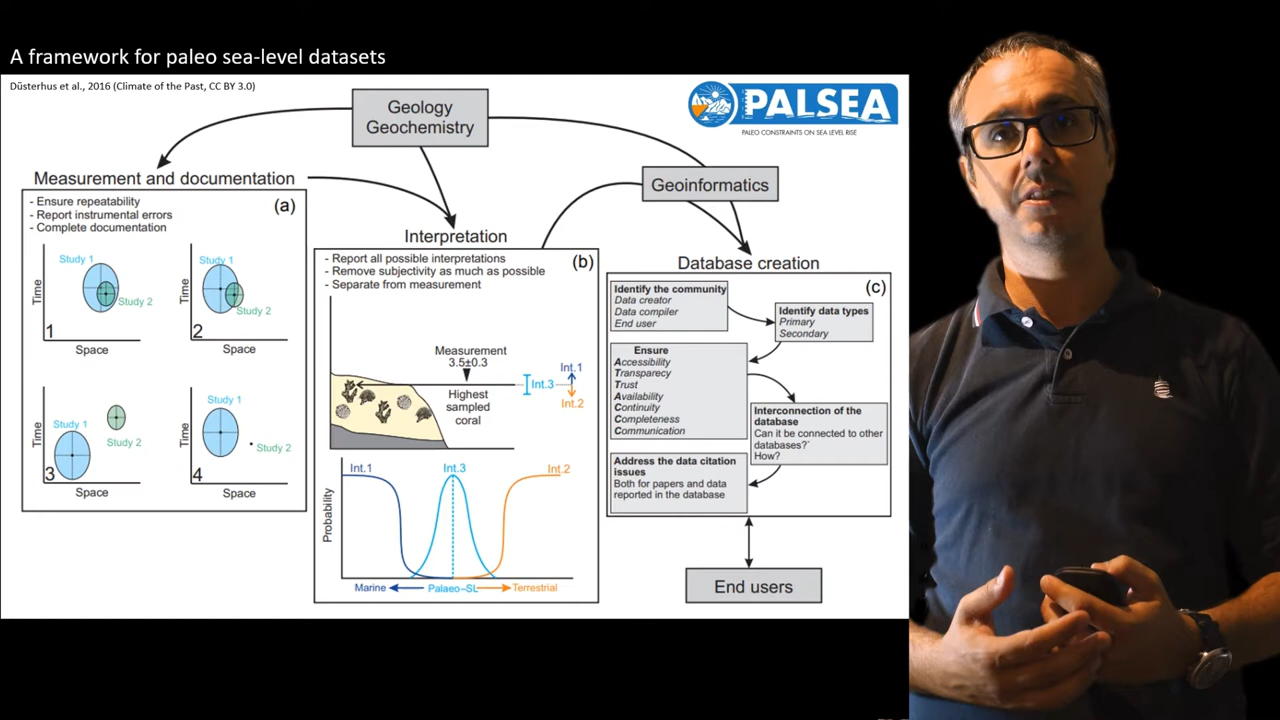 A framework for paleo sea-level datasets
Düsterhus et al., 2016 (Climate of the Past, CC BY 3.0)
PALSEA
PALEO CONSTRAINTS ON SEA LEVEL RISE
Geology
Geochemistry
Geoinformatics
Measurement and documentation
(a)
- Ensure repeatability
- Report instrumental errors
- Complete documentation
Time
Study 1
Study 2
1
Space
Time
Study 1
Study 2
2
Space
Time
Study 1
Study 2
3
Space
Time
Study 1
Study 2
4
Space
Interpretation
(b)
- Report all possible interpretations
- Remove subjectivity as much as possible
- Separate from measurement
Measurement
3.5±0.3
Highest
sampled
coral
Int.3
Int.1
Int.2
Int.1
Int.3
Int.2
Probability
Marine
Palaeo-SL
Terrestrial
Database creation
(c)
Identify the community
Data creator
Data compiler
End user
Identify data types
Primary
Secondary
Ensure
Accessibility
Transparency
Trust
Availability
Continuity
Completeness
Communication
Interconnection of the
database
Can it be connected to other
databases?
How?
Address the data citation
issues
Both for papers and data
reported in the database
End users